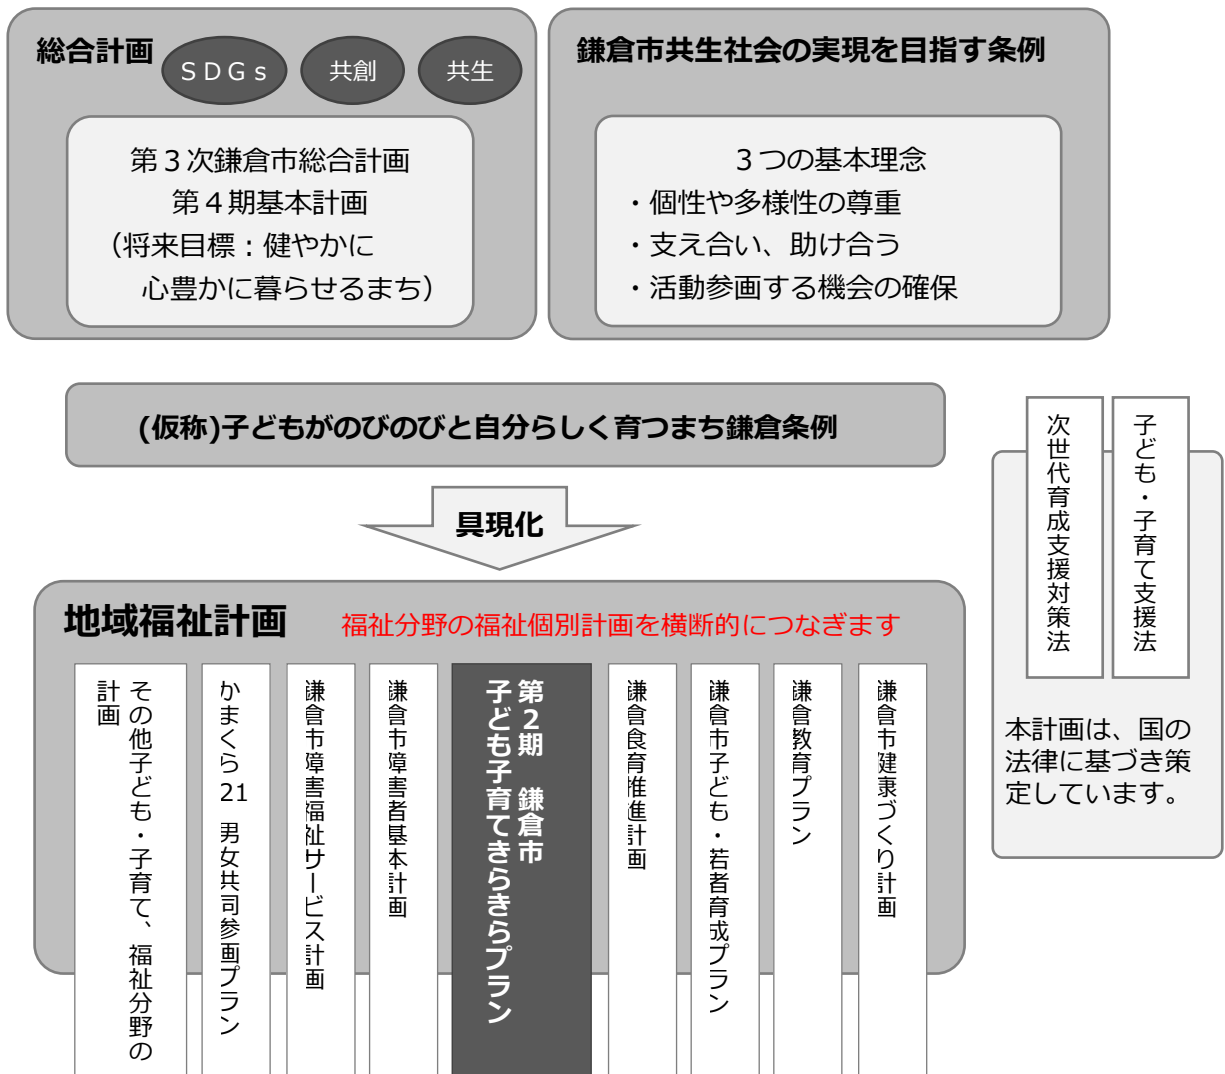 総合計画
ＳＤＧｓ
共創
共生
第３次鎌倉市総合計画
第４期基本計画
（将来目標：健やかに
心豊かに暮らせるまち）
鎌倉市共生社会の実現を目指す条例
３つの基本理念
・個性や多様性の尊重
・支え合い、助け合う
・活動参画する機会の確保
(仮称)子どもがのびのびと自分らしく育つまち鎌倉条例
具現化
子ども・子育て支援法
次世代育成支援対策法
本計画は、国の
法律に基づき策
定しています。
地域福祉計画
福祉分野の福祉個別計画を横断的につなぎます
鎌倉市健康づくり計画
鎌倉教育プラン
鎌倉市子ども・若者育成プラン
鎌倉食育推進計画
第２期　鎌倉市
子ども子育てきらきらプラン
鎌倉市障害者基本計画
鎌倉市障害福祉サービス計画
かまくら21 男女共同参画プラン
その他子ども・子育て、福祉分野の
計画